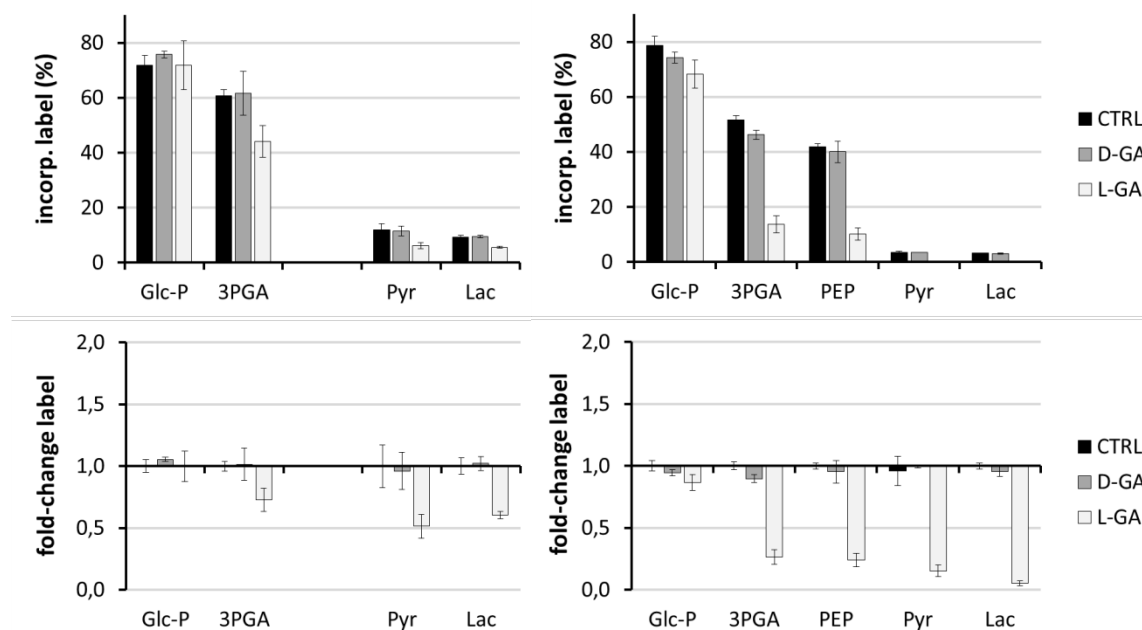 incorp. label (%)
80
60
40
20
0
Glc-P 3PGA Pyr Lac
incorp. label (%)
80
60
40
20
0
Glc-P 3PGA PEP Pyr Lac
CTRL
D-GA
L-GA
fold-change label
2,0
1,5
1,0
0,5
0,0
Glc-P 3PGA Pyr Lac
fold-change label
2,0
1,5
1,0
0,5
0,0
Glc-P 3PGA PEP Pyr Lac
CTRL
D-GA
L-GA